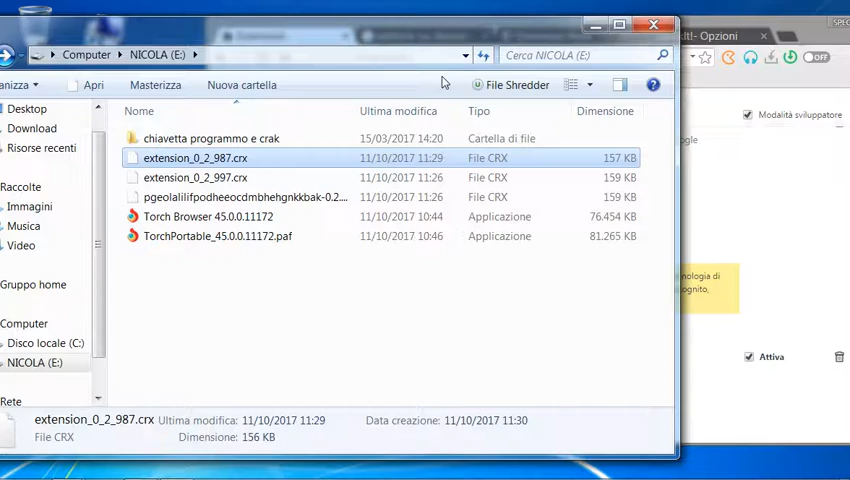 - Opzioni
SPEC
Computer NICOLA (E:)
Cerca NICOLA (E:)
OFF
anizza Apri Masterizza Nuova cartella File Shredder
Modalità sviluppatore
Desktop
Download
Risorse recenti
Raccolte
Immagini
Musica
Video
Gruppo home
Computer
Disco locale (C:)
NICOLA (E:)
Rete
Nome Ultima modifica Tipo Dimensione
chiavetta programmo e crak 15/03/2017 14:20 Cartella di file
extension_0_2_987.crx 11/10/2017 11:29 File CRX 157 KB
extension_0_2_997.crx 11/10/2017 11:26 File CRX 159 KB
pgeolalilifpodheeocdmbhehgnkkbak-0.2.... 11/10/2017 11:26 File CRX 159 KB
Torch Browser 45.0.0.11172 11/10/2017 10:44 Applicazione 76.454 KB
TorchPortable_45.0.0.11172.paf 11/10/2017 10:46 Applicazione 81.265 KB
ogle
nologia di
cognito,
Attiva
extension_0_2_987.crx Ultima modifica: 11/10/2017 11:29 Data creazione: 11/10/2017 11:30
File CRX Dimensione: 156 KB